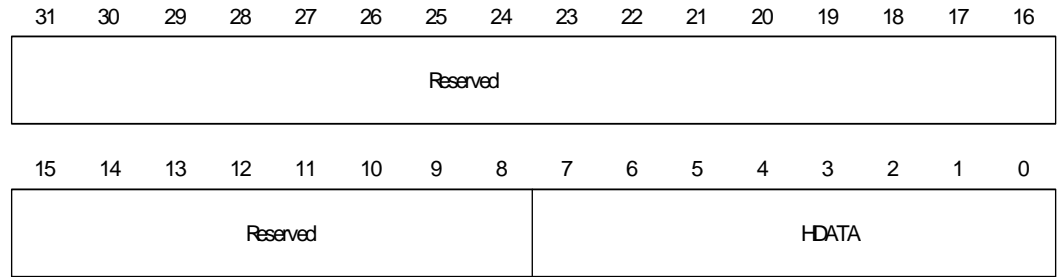 31 30 29 28 27 26 25 24 23 22 21 20 19 18 17 16
Reserved
15 14 13 12 11 10 9 8 7 6 5 4 3 2 1 0
Reserved HDATA